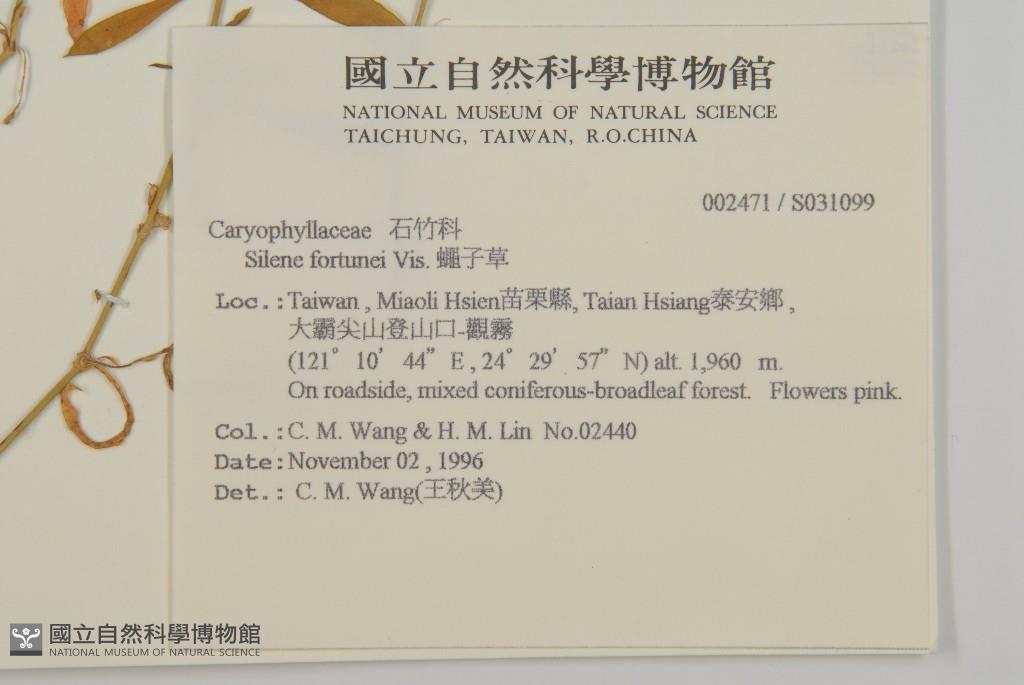 國立自然科學博物館
NATIONAL MUSEUM OF NATURAL SCIENCE
TAICHUNG, TAIWAN, R.O.CHINA
002471 / S031099
Caryophyllaceae 石竹科
Silene fortunei Vis. 蠅子草
Loc.: Taiwan , Miaoli Hsien苗栗縣, Taian Hsiang泰安鄉 ,
大霸尖山登山口-觀霧
(121° 10′ 44″ E , 24° 29′ 57″ N) alt. 1,960 m.
On roadside, mixed coniferous-broadleaf forest. Flowers pink.
Col.: C. M. Wang & H. M. Lin No.02440
Date: November 02 , 1996
Det.: C. M. Wang(王秋美)
國立自然科學博物館
NATIONAL MUSEUM OF NATURAL SCIENCE